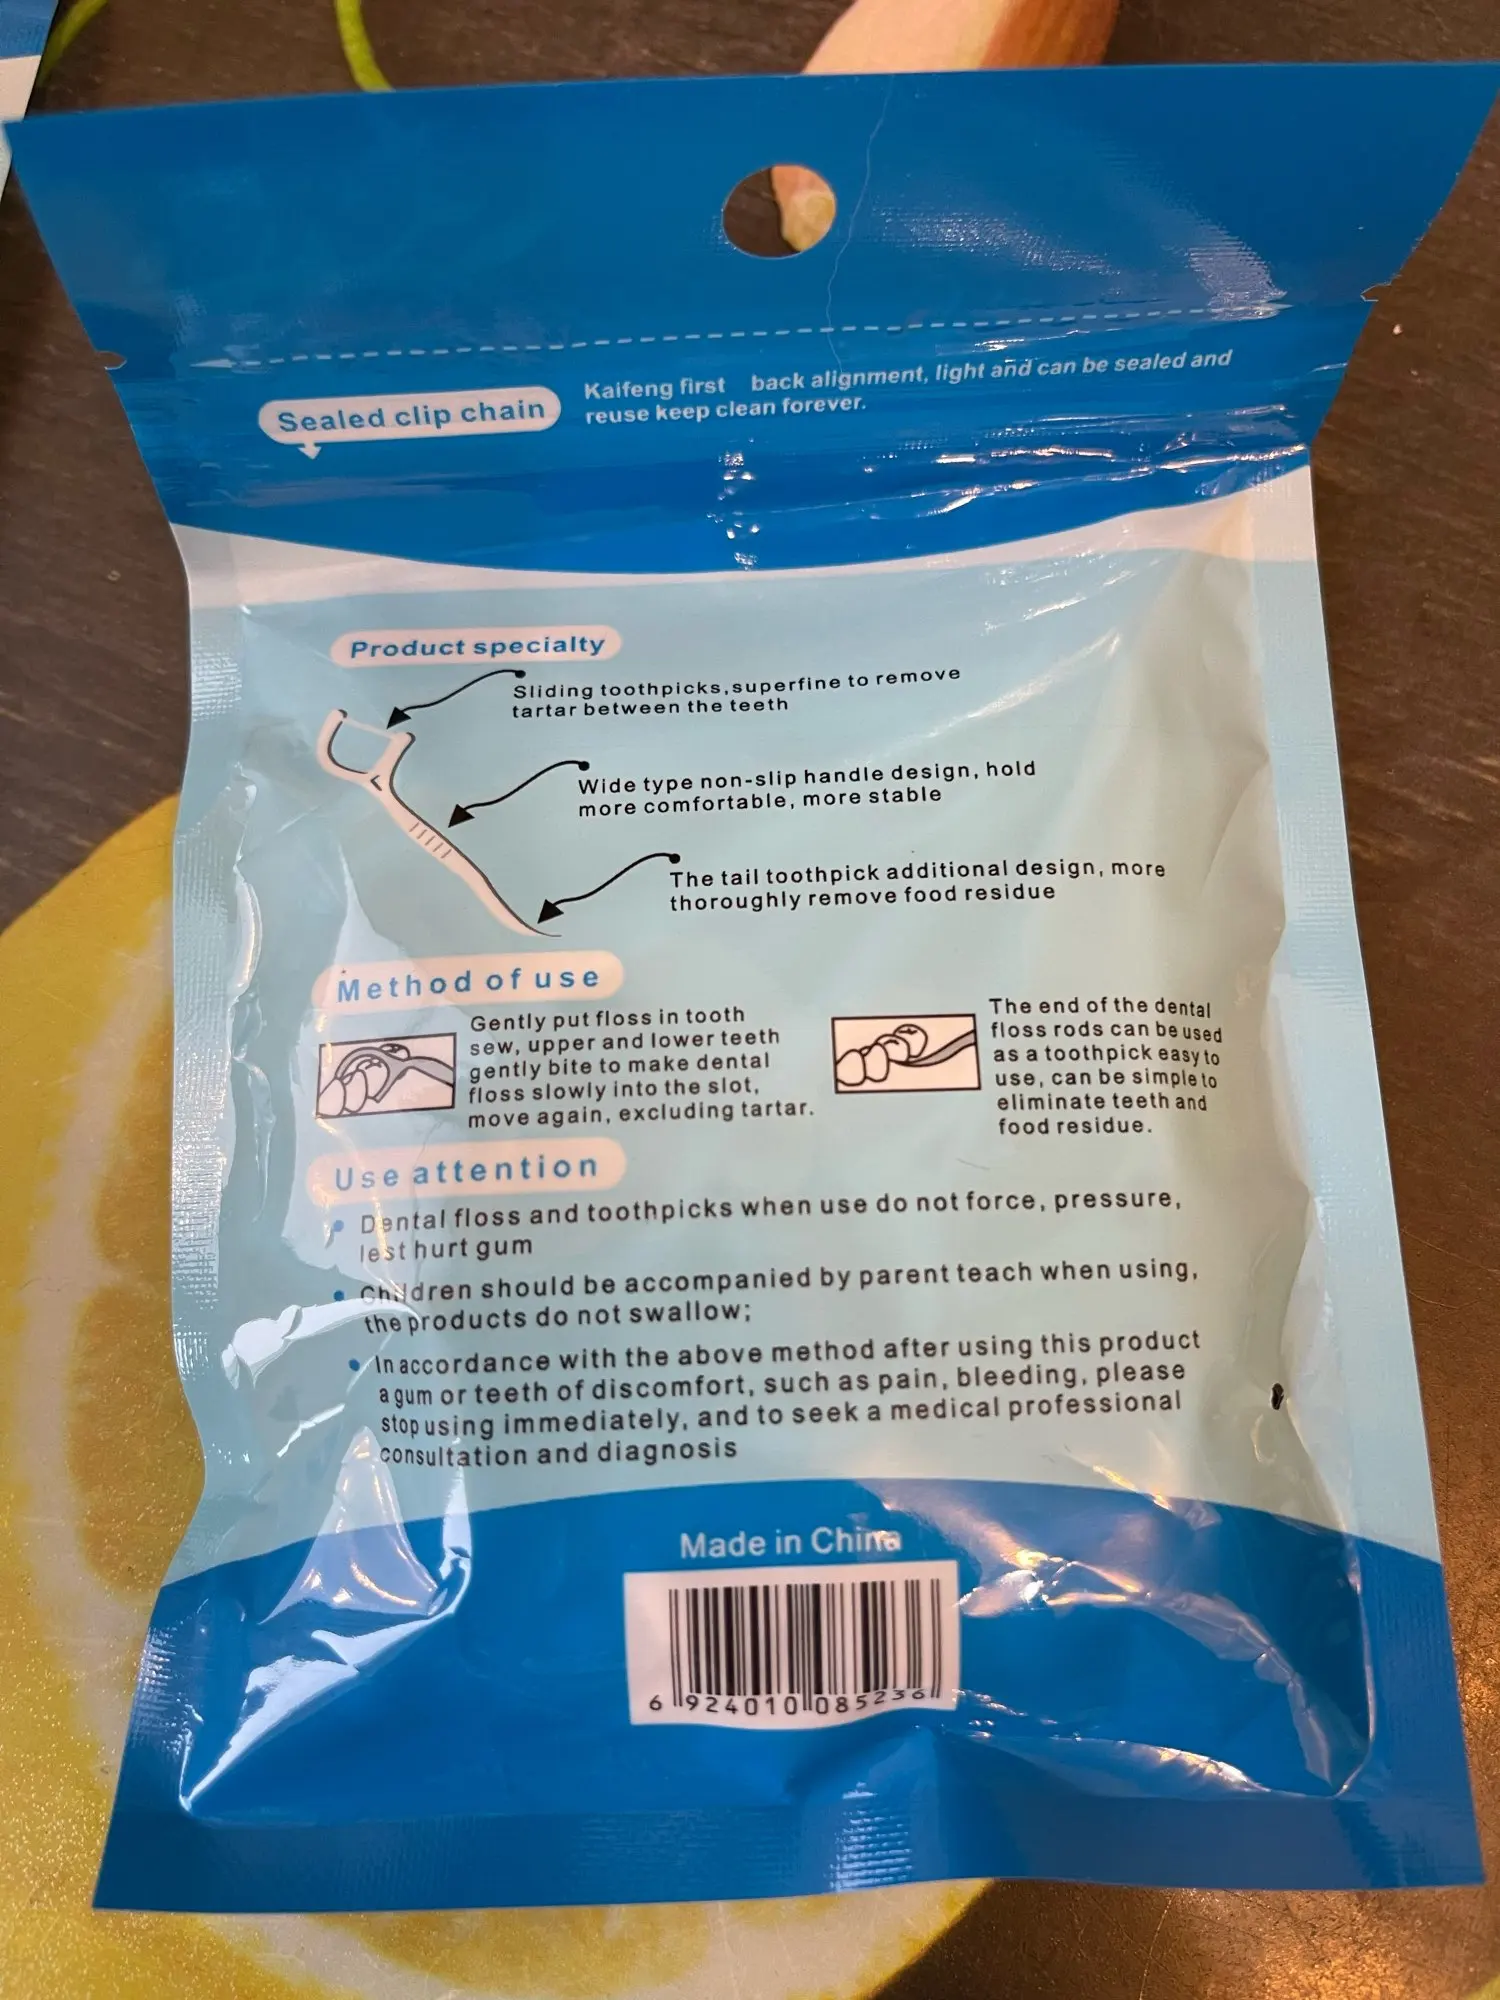 Sealed clip chain
Kaifeng first back alignment, light and can be sealed and
reuse keep clean forever.
Product specialty
Sliding toothpicks,superfine to remove
tartar between the teeth
Wide type non-slip handle design, hold
more comfortable, more stable
The tail toothpick additional design, more
thoroughly remove food residue
Method of use
Gently put floss in tooth
sew, upper and lower teeth
gently bite to make dental
floss slowly into the slot,
move again, excluding tartar.
The end of the dental
floss rods can be used
as a toothpick easy to
use, can be simple to
eliminate teeth and
food residue.
Use attention
• Dental floss and toothpicks when use do not force, pressure,
lest hurt gum
• Children should be accompanied by parent teach when using,
the products do not swallow;
• In accordance with the above method after using this product
a gum or teeth of discomfort, such as pain, bleeding, please
stop using immediately, and to seek a medical professional
consultation and diagnosis
Made in China
6 924010 085236